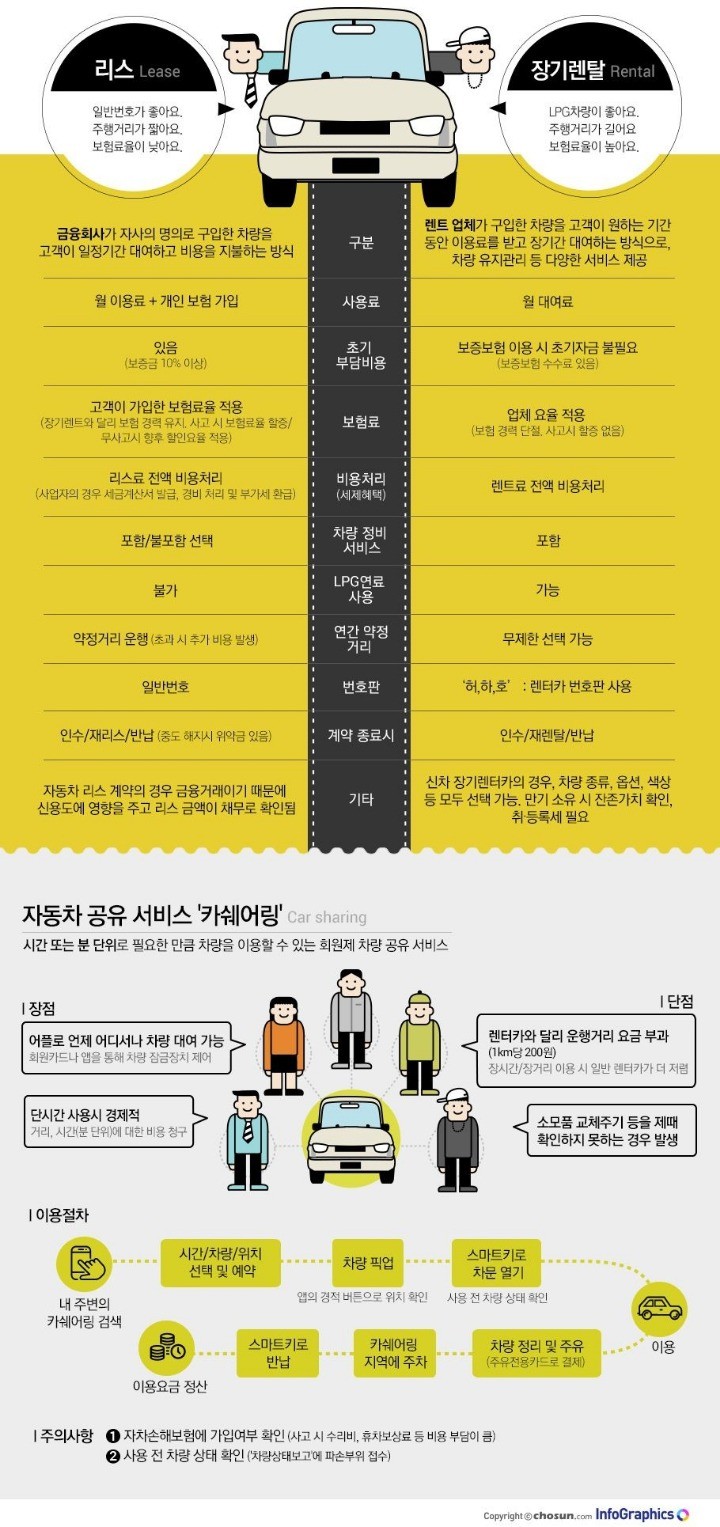 리스 Lease
일반번호가 좋아요.
주행거리가 짧아요.
보험료율이 낮아요.
장기렌탈 Rental
LPG차량이 좋아요.
주행거리가 길어요
보험료율이 높아요.
금융회사가 자사의 명의로 구입한 차량을
고객이 일정기간 대여하고 비용을 지불하는 방식
구분
렌트 업체가 구입한 차량을 고객이 원하는 기간
동안 이용료를 받고 장기간 대여하는 방식으로,
차량 유지관리 등 다양한 서비스 제공
월 이용료 + 개인 보험 가입
사용료
월 대여료
있음
(보증금 10% 이상)
초기
부담비용
보증보험 이용 시 초기자금 불필요
(보증보험 수수료 있음)
고객이 가입한 보험료율 적용
(장기렌트와 달리 보험 경력 유지, 사고 시 보험료율 할증/
무사고시 향후 할인요율 적용)
보험료
업체 요율 적용
(보험 경력 단절, 사고시 할증 없음)
리스료 전액 비용처리
(사업자의 경우 세금계산서 발급, 경비 처리 및 부가세 환급)
비용처리
(세제혜택)
렌트료 전액 비용처리
포함/불포함 선택
차량 정비
서비스
포함
불가
LPG연료
사용
가능
약정거리 운행 (초과 시 추가 비용 발생)
연간 약정
거리
무제한 선택 가능
일반번호
번호판
‘허,하,호’ : 렌터카 번호판 사용
인수/재리스/반납 (중도 해지시 위약금 있음)
계약 종료시
인수/재렌탈/반납
자동차 리스 계약의 경우 금융거래이기 때문에
신용도에 영향을 주고 리스 금액이 채무로 확인됨
기타
신차 장기렌터카의 경우, 차량 종류, 옵션, 색상
등 모두 선택 가능. 만기 소유 시 잔존가치 확인,
취·등록세 필요
자동차 공유 서비스 '카쉐어링' Car sharing
시간 또는 분 단위로 필요한 만큼 차량을 이용할 수 있는 회원제 차량 공유 서비스
장점
어플로 언제 어디서나 차량 대여 가능
회원카드나 앱을 통해 차량 잠금장치 제어
단시간 사용시 경제적
거리, 시간(분 단위)에 대한 비용 청구
단점
렌터카와 달리 운행거리 요금 부과
(1km당 200원)
장시간/장거리 이용 시 일반 렌터카가 더 저렴
소모품 교체주기 등을 제때
확인하지 못하는 경우 발생
이용절차
내 주변의
카쉐어링 검색
시간/차량/위치
선택 및 예약
차량 픽업
앱의 경적 버튼으로 위치 확인
스마트키로
차문 열기
사용 전 차량 상태 확인
이용
차량 정리 및 주유
(주유전용카드로 결제)
카쉐어링
지역에 주차
스마트키로
반납
이용요금 정산
주의사항 1 자차손해보험에 가입여부 확인 (사고 시 수리비, 휴차보상료 등 비용 부담이 큼)
2 사용 전 차량 상태 확인 ('차량상태보고'에 파손부위 접수)
Copyright ⓒ chosun.com InfoGraphics